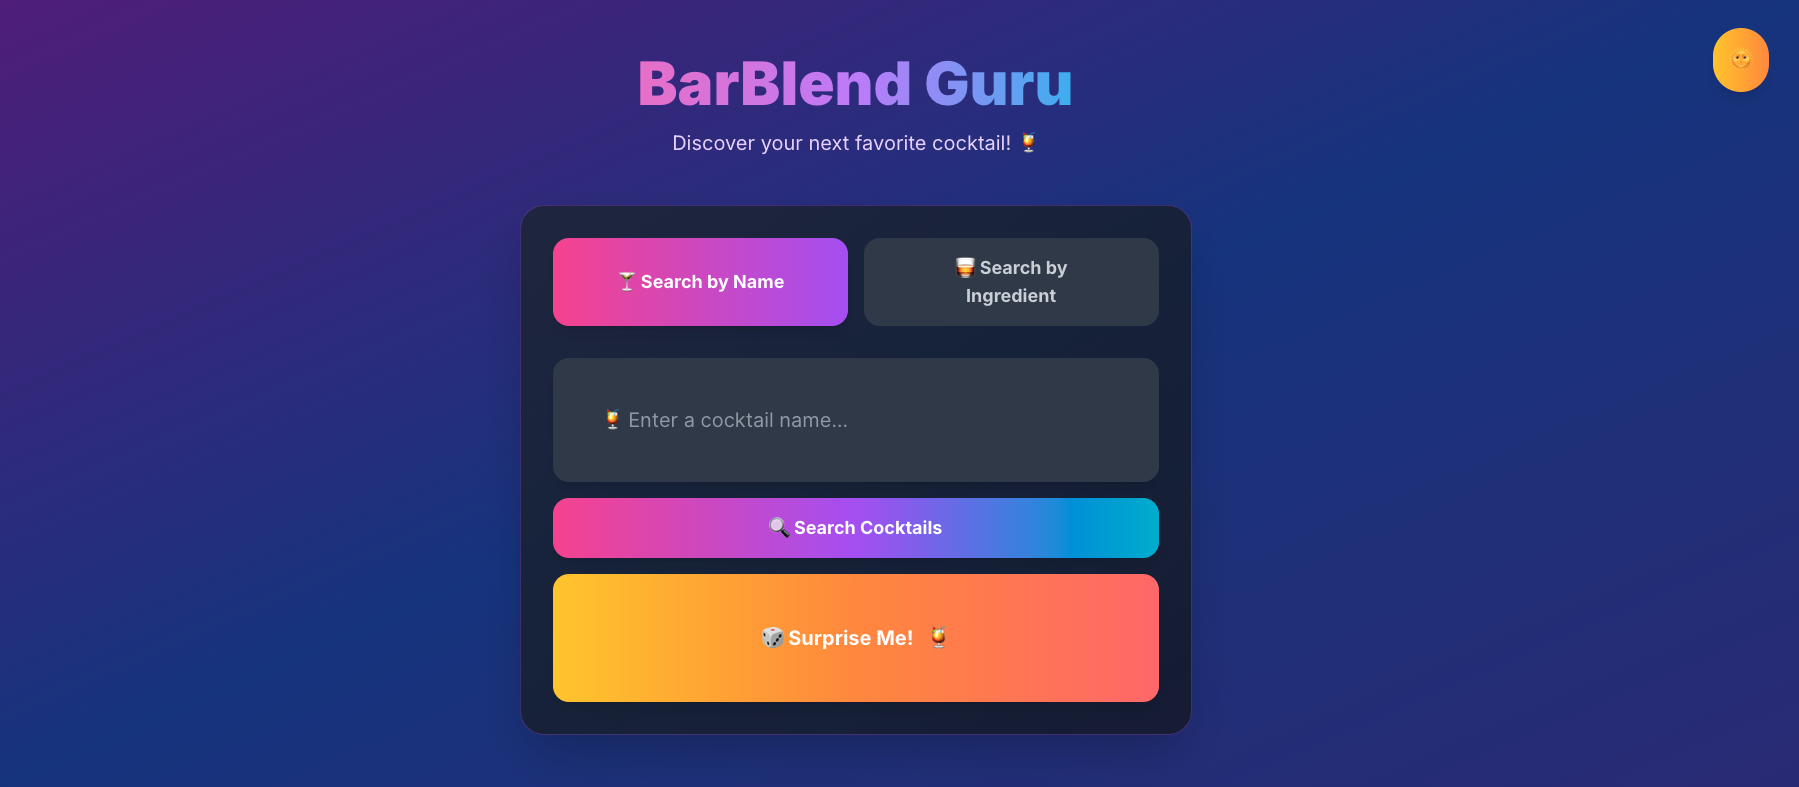 BarBlend Guru
Discover your next favorite cocktail! 🍹
🍸 Search by Name
🥃 Search by
Ingredient
🍹 Enter a cocktail name...
🔍 Search Cocktails
🎲 Surprise Me! 🍹